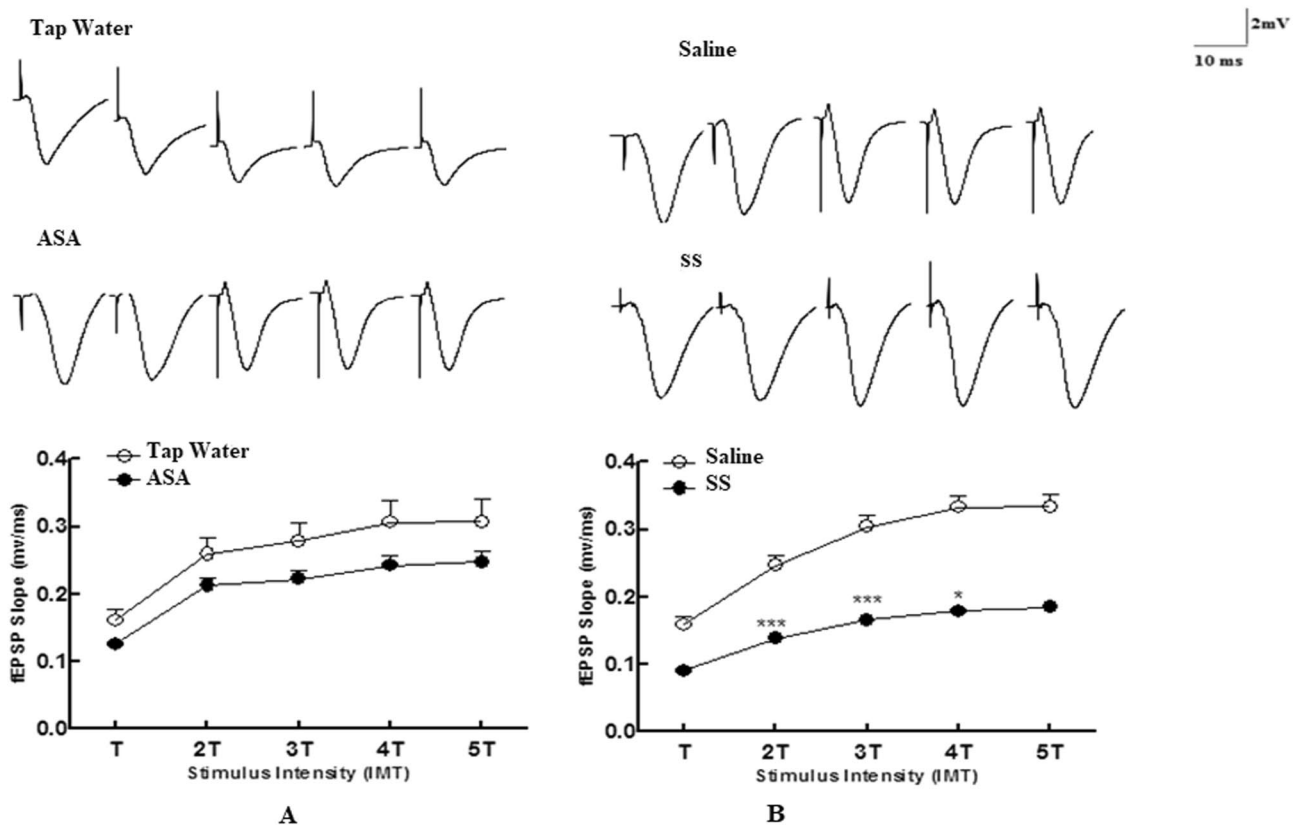 Tap Water
2mV
10 ms
Saline
ASA
SS
Tap Water
ASA
fEPSP Slope (mv/ms)
0.4
0.3
0.2
0.1
0.0
T 2T 3T 4T 5T
Stimulus Intensity (IMT)
A
Saline
SS
fEPSP Slope (mv/ms)
0.4
0.3
0.2
0.1
0.0
*** *** *
T 2T 3T 4T 5T
Stimulus Intensity (IMT)
B